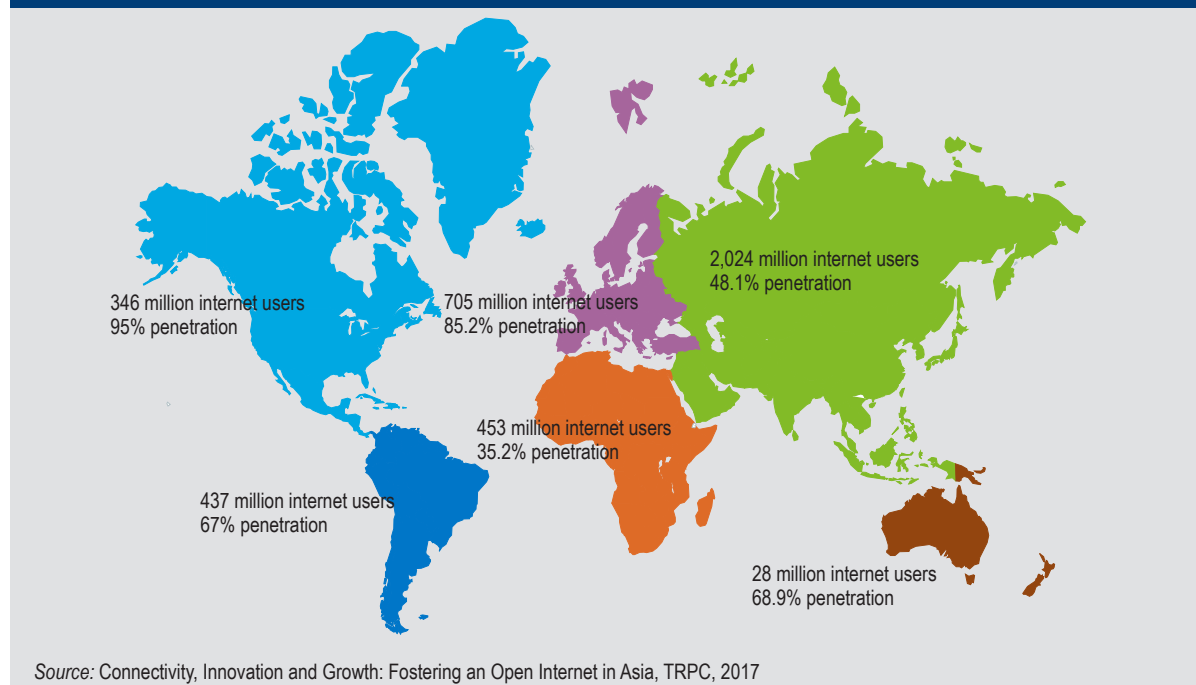 2,024 million internet users
48.1% penetration
346 million internet users
95% penetration
705 million internet users
85.2% penetration
453 million internet users
35.2% penetration
437 million internet users
67% penetration
28 million internet users
68.9% penetration
Source: Connectivity, Innovation and Growth: Fostering an Open Internet in Asia, TRPC, 2017